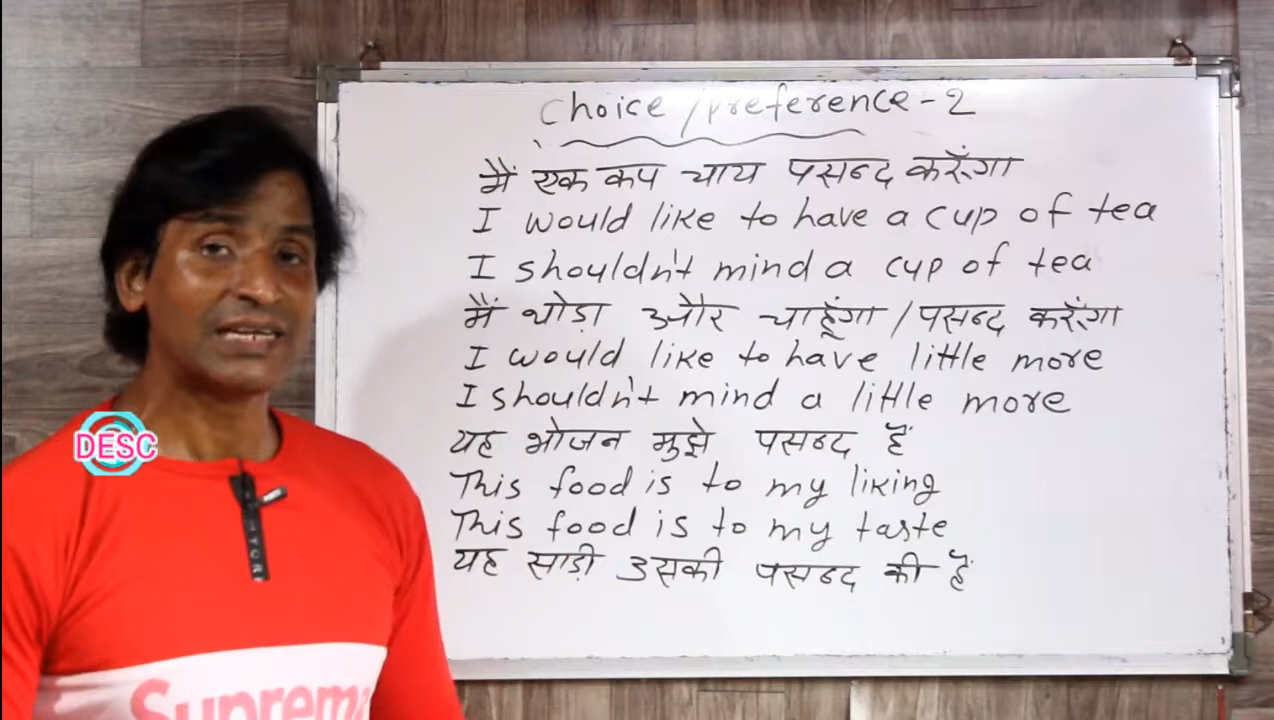 Choice/preference-2
मैं एक कप चाय पसन्द करूँगा
I would like to have a cup of tea
I shouldn't mind a cup of tea
मैं थोड़ा और चाहूँगा/पसन्द करूँगा
I would like to have little more
I shouldn't mind a little more
यह भोजन मुझे पसन्द हैं
This food is to my liking
This food is to my taste
यह साड़ी उसकी पसन्द की हैं
DESC
Supreme